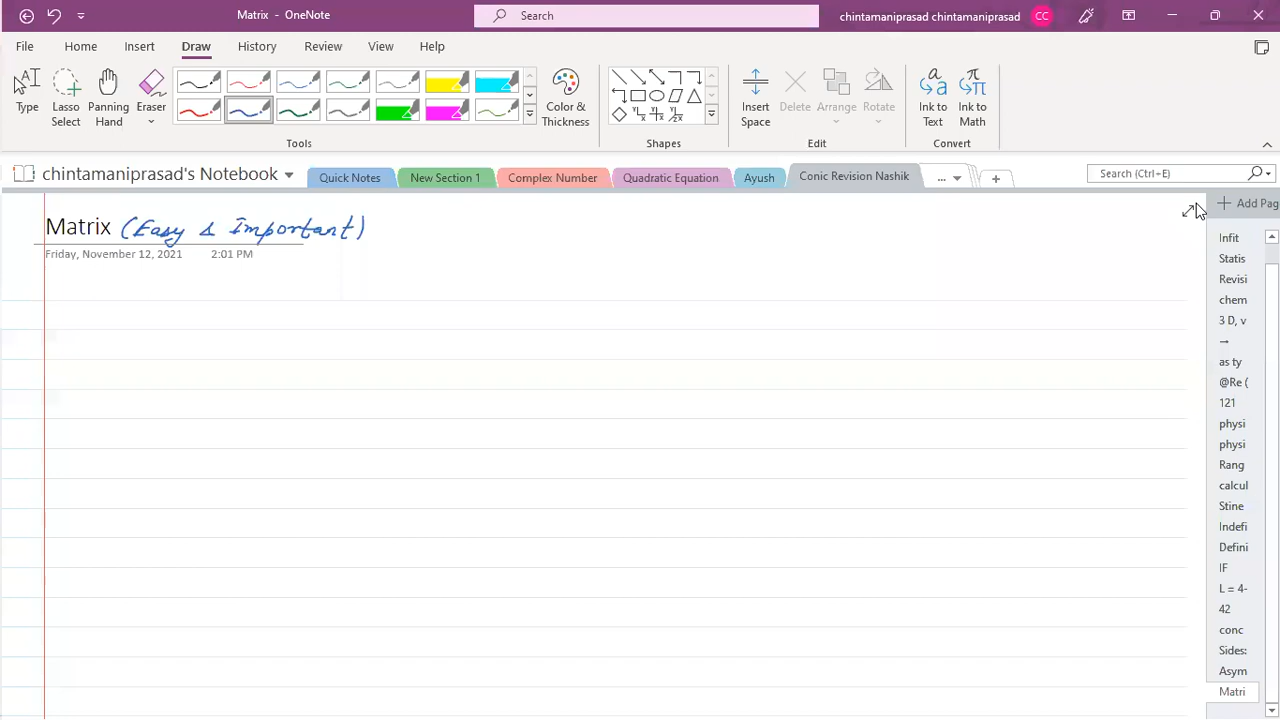 Matrix - OneNote
Search
chintamaniprasad chintamaniprasad
CC
File Home Insert Draw History Review View Help
Type
Lasso Select
Panning Hand
Eraser
Color & Thickness
Insert Space
Delete
Arrange
Rotate
Ink to Text
Ink to Math
Tools Shapes Edit Convert
chintamaniprasad's Notebook
Quick Notes
New Section 1
Complex Number
Quadratic Equation
Ayush
Conic Revision Nashik
...
+
Search (Ctrl+E)
Matrix (Easy & Important)
Friday, November 12, 2021 2:01 PM
Add Pag
Infit
Statis
Revisi
chem
3 D, v
→
as ty
@Re (
121
physi
physi
Rang
calcul
Stine
Indefi
Defini
IF
L = 4-
42
conc
Sides:
Asym
Matri